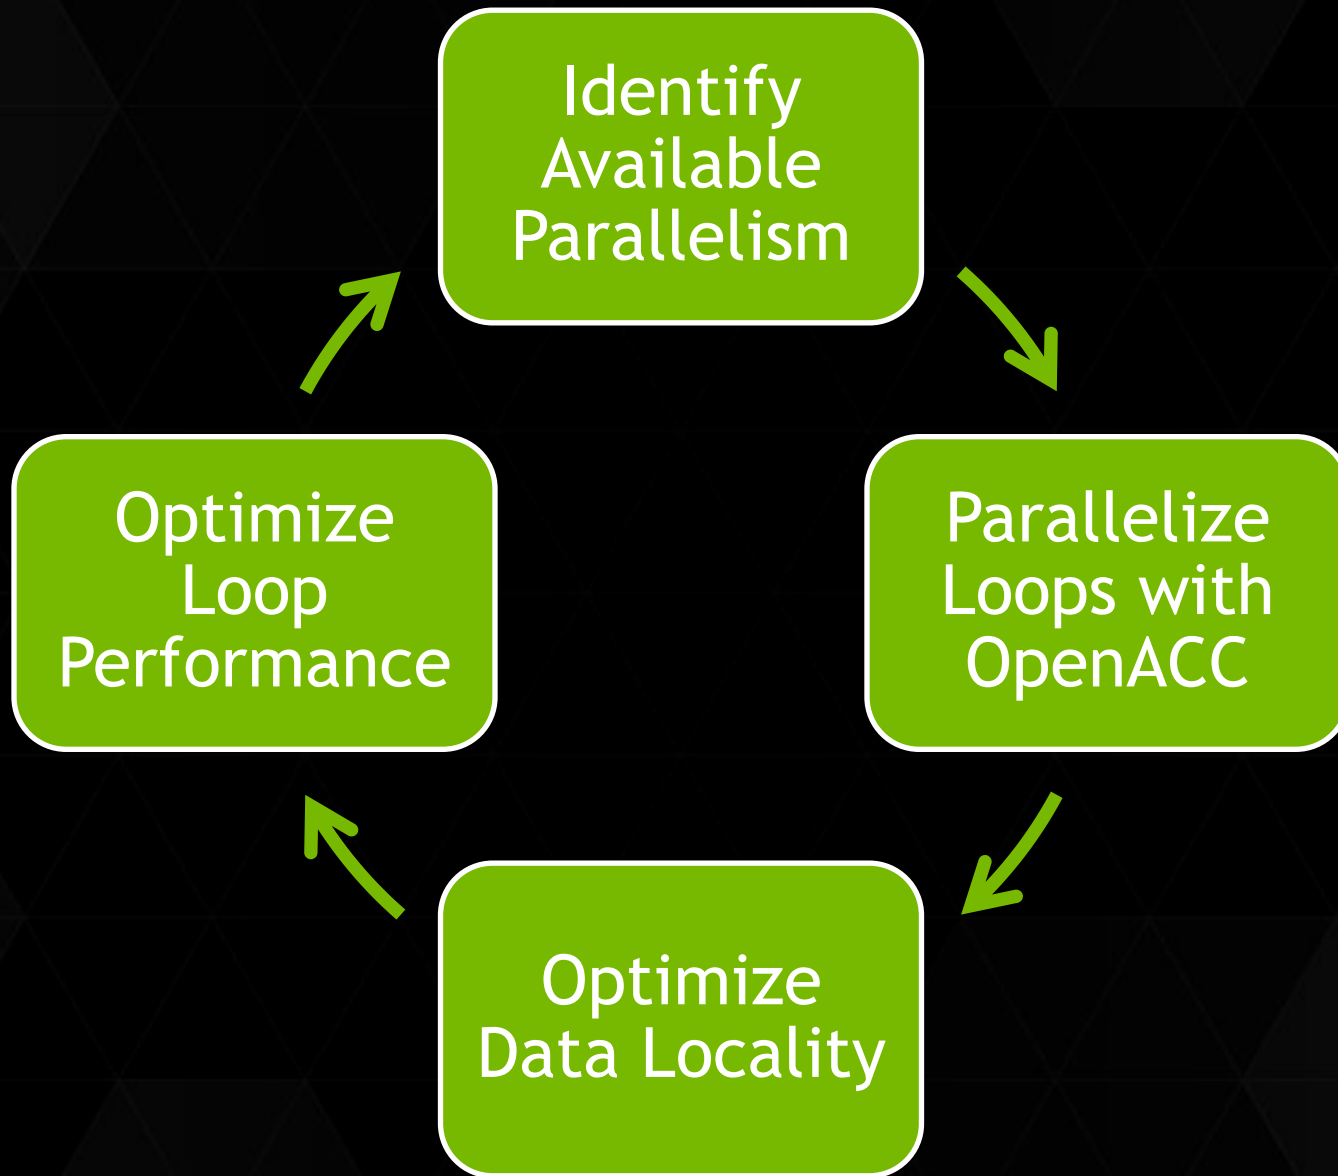 Identify
Available
Parallelism
Parallelize
Loops with
OpenACC
Optimize
Data Locality
Optimize
Loop
Performance